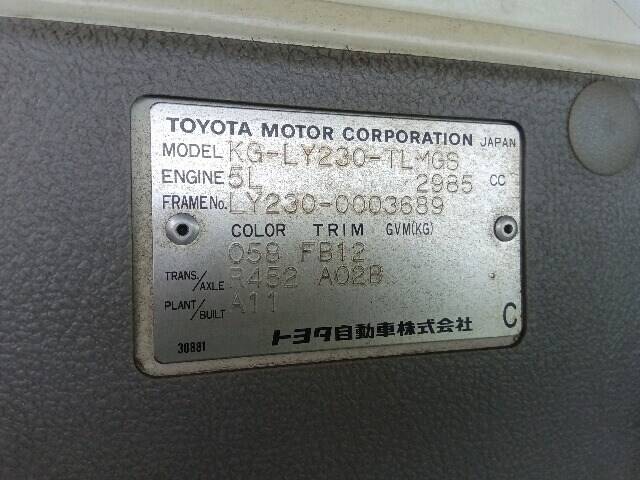 TOYOTA MOTOR CORPORATION JAPAN
MODEL KG-LY230-TLMGS
ENGINE 5L 2985 CC
FRAME No. LY230-0003689
COLOR TRIM GVM(KG)
058 FB12
TRANS./AXLE R452 A02B
PLANT/BUILT A11
30881 トヨタ自動車株式会社 C